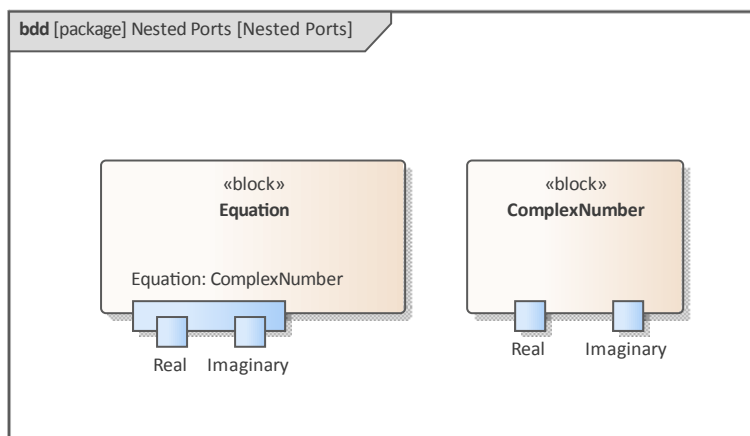 bdd [package] Nested Ports [Nested Ports]
«block»
Equation
Equation: ComplexNumber
Real
Imaginary
«block»
ComplexNumber
Real
Imaginary